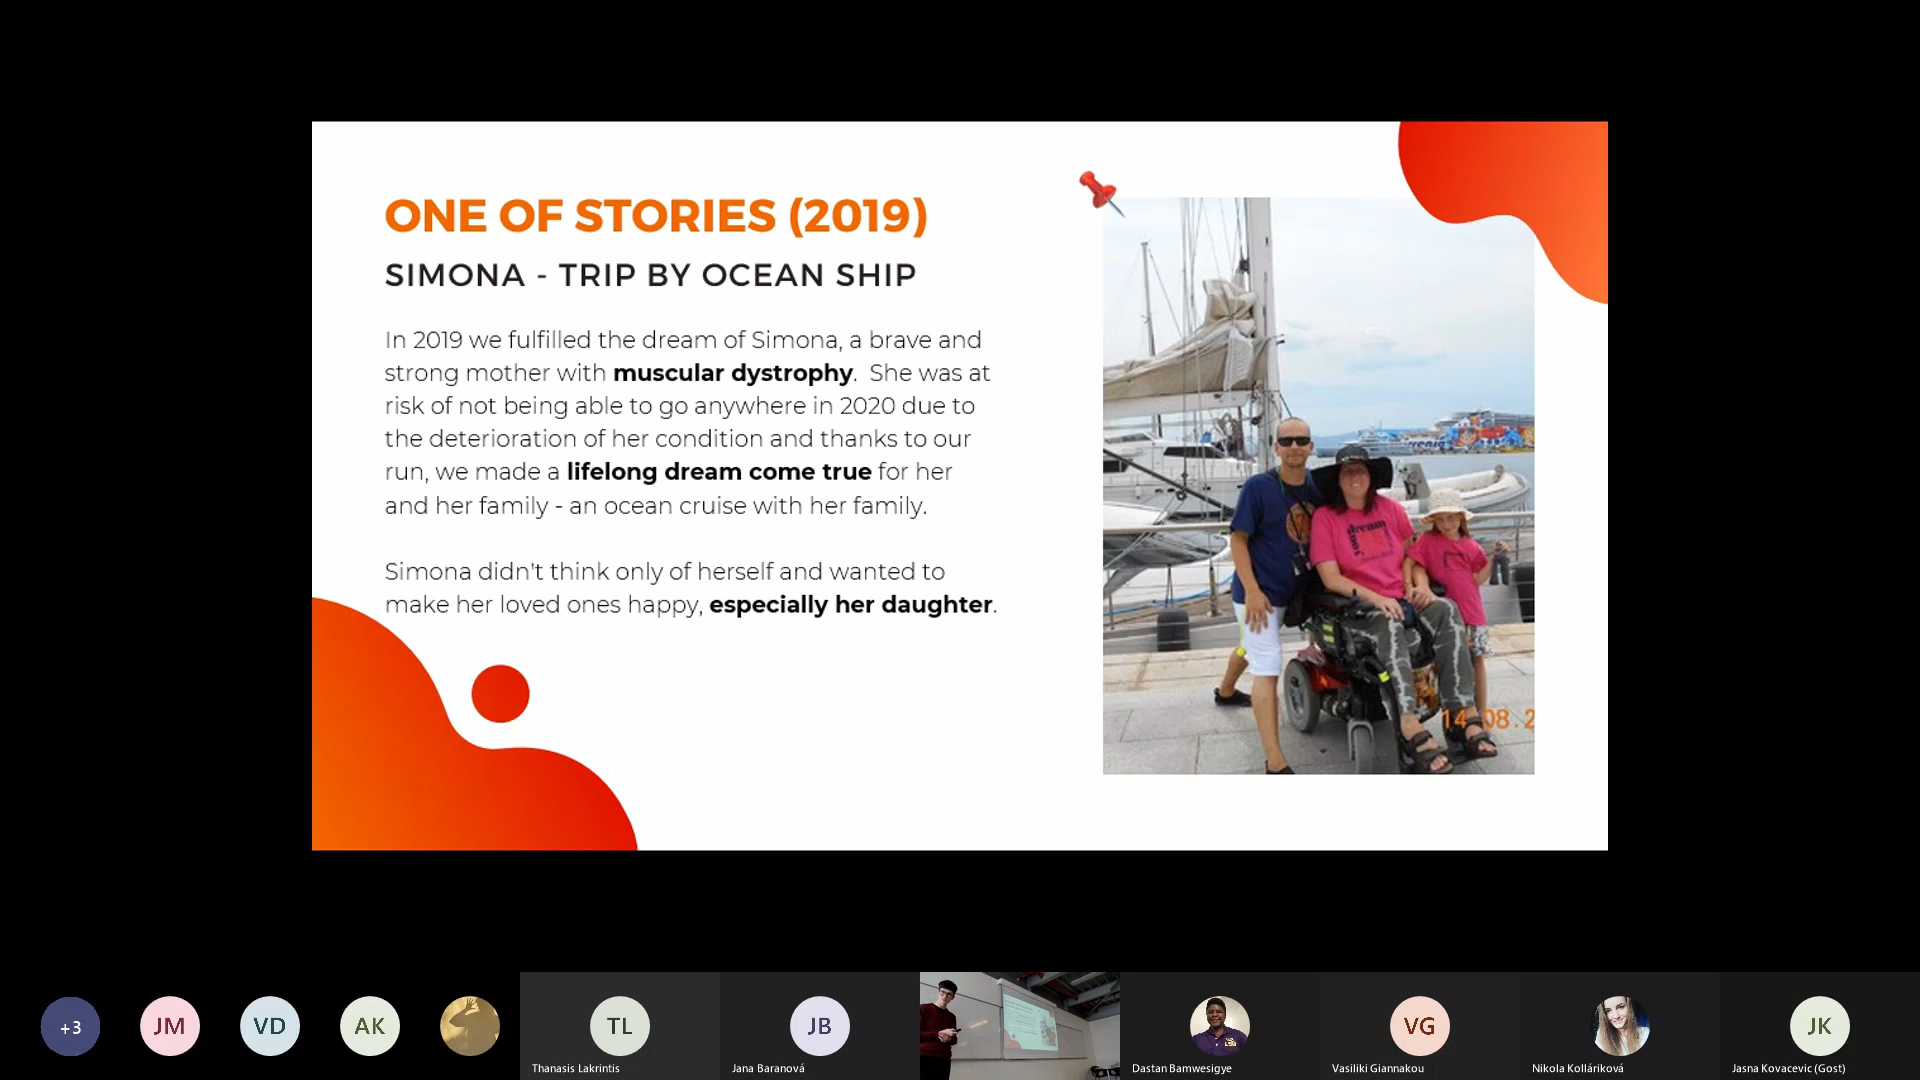 ONE OF STORIES (2019)
SIMONA - TRIP BY OCEAN SHIP
In 2019 we fulfilled the dream of Simona, a brave and
strong mother with muscular dystrophy. She was at
risk of not being able to go anywhere in 2020 due to
the deterioration of her condition and thanks to our
run, we made a lifelong dream come true for her
and her family - an ocean cruise with her family.
Simona didn't think only of herself and wanted to
make her loved ones happy, especially her daughter.
dream
14 08.2
+3
JM
VD
AK
TL
Thanasis Lakrintis
JB
Jana Baranová
Dastan Bamwesigye
VG
Vasiliki Giannakou
Nikola Kolláriková
JK
Jasna Kovacevic (Gost)